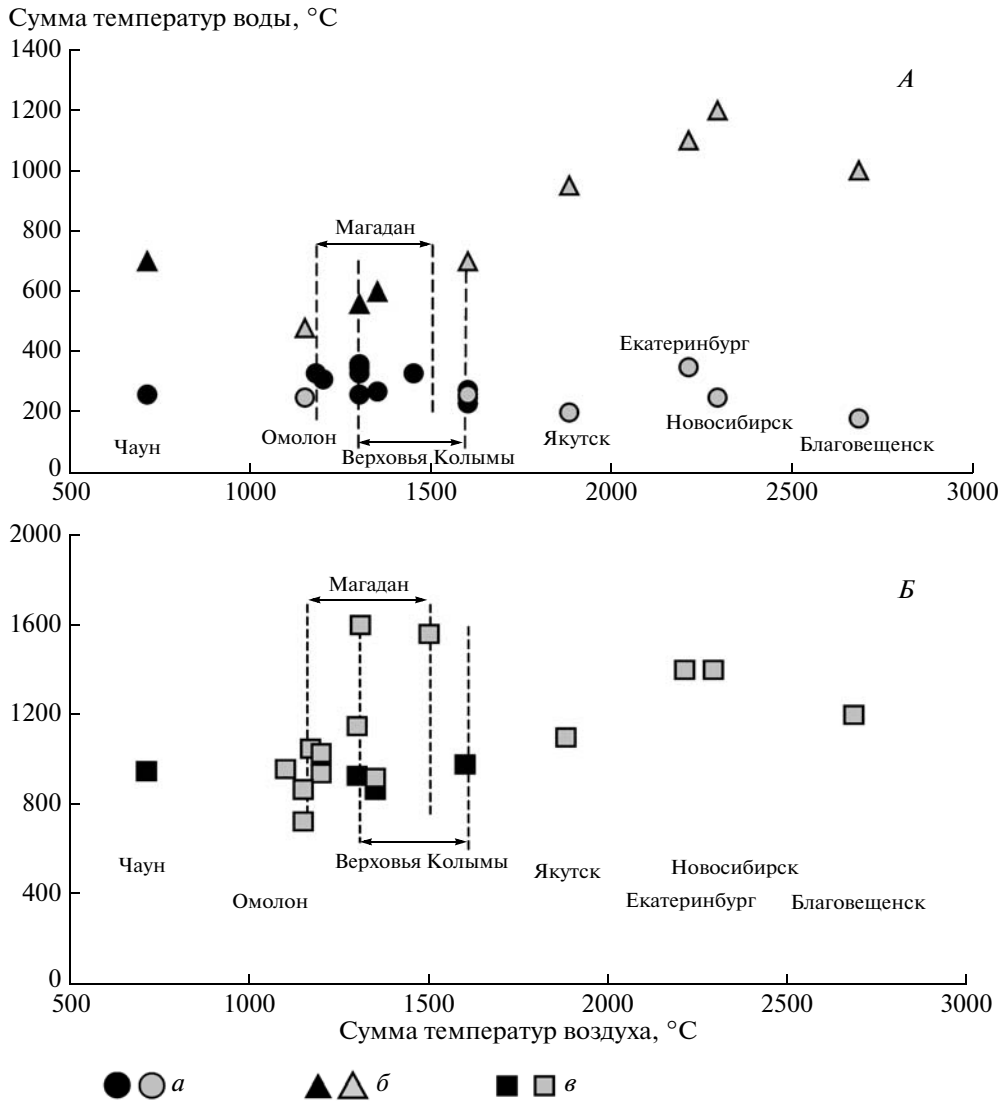 Сумма температур воды, °C
1400
А
1200
1000
800
Магадан
600
400
Екатеринбург
200
Новосибирск
Чаун
Омолон
Верховья Колымы
Якутск
Благовещенск
0
500 1000 1500 2000 2500 3000
2000
Магадан
Б
1600
1200
800
Чаун
Верховья Колымы
Якутск
Новосибирск
400
Омолон
Екатеринбург
Благовещенск
0
500 1000 1500 2000 2500 3000
Сумма температур воздуха, °C
а б в